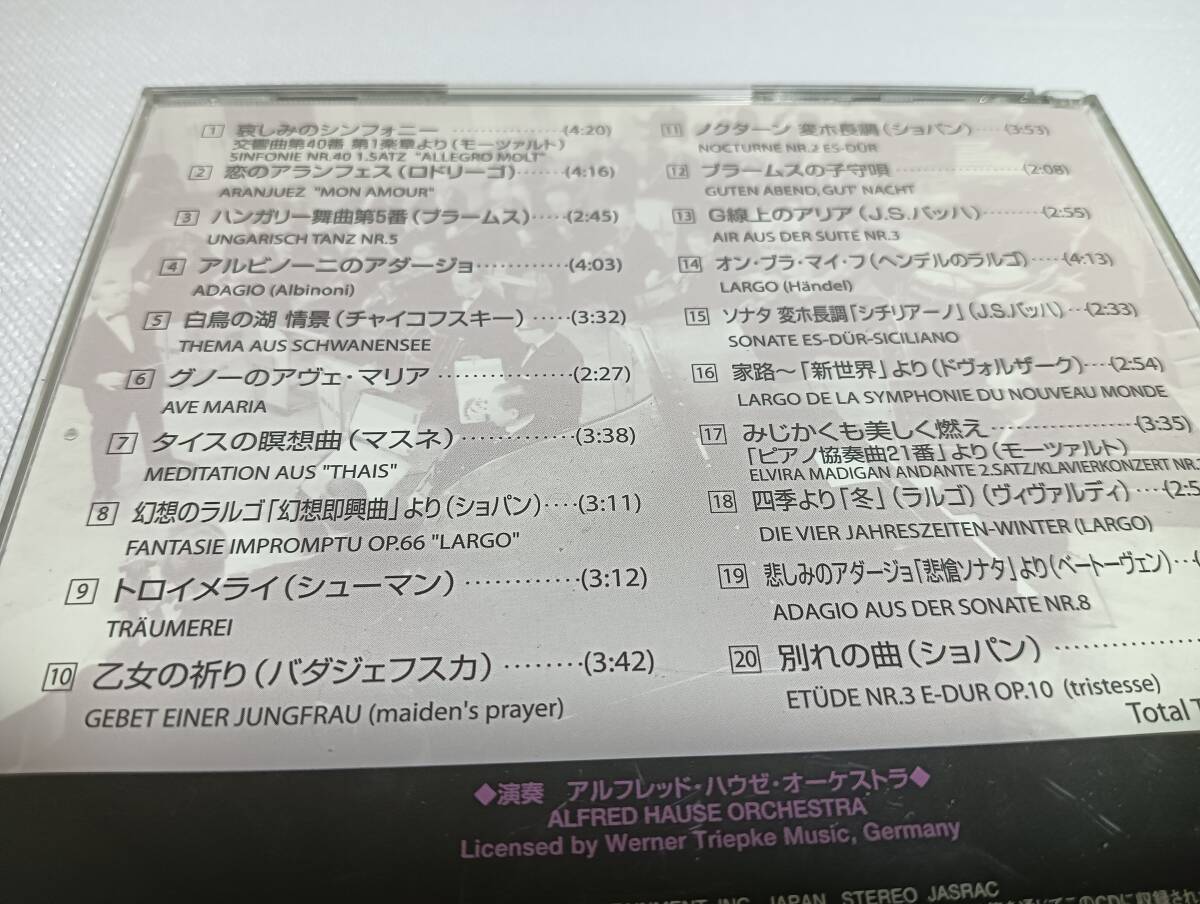 1 哀しみのシンフォニー ……………(4:20)
交響曲第40番 第1楽章より(モーツァルト)
SINFONIE NR.40 1.SATZ "ALLEGRO MOLT"
2 恋のアランフェス(ロドリーゴ)……(4:16)
ARANJUEZ "MON AMOUR"
3 ハンガリー舞曲第5番(ブラームス)……(2:45)
UNGARISCH TANZ NR.5
4 アルビノーニのアダージョ…………(4:03)
ADAGIO (Albinoni)
5 白鳥の湖 情景(チャイコフスキー)……(3:32)
THEMA AUS SCHWANENSEE
6 グノーのアヴェ・マリア ……………(2:27)
AVE MARIA
7 タイスの瞑想曲(マスネ)……………(3:38)
MEDITATION AUS "THAIS"
8 幻想のラルゴ「幻想即興曲」より(ショパン)‥‥(3:11)
FANTASIE IMPROMPTU OP.66 "LARGO"
9 トロイメライ(シューマン)…………(3:12)
TRÄUMEREI
10 乙女の祈り(バダジェフスカ)………(3:42)
GEBET EINER JUNGFRAU (maiden's prayer)
11 ノクターン 変ホ長調(ショパン)‥‥(3:53)
NOCTURNE NR.2 ES-DÜR
12 ブラームスの子守唄 ………………(2:08)
GUTEN ABEND, GUT' NACHT
13 G線上のアリア(J.S.バッハ)………(2:55)
AIR AUS DER SUITE NR.3
14 オン・ブラ・マイ・フ(ヘンデルのラルゴ)‥‥(4:13)
LARGO (Händel)
15 ソナタ 変ホ長調「シチリアーノ」(J.S.バッハ)‥(2:33)
SONATE ES-DÜR-SICILIANO
16 家路〜「新世界」より(ドヴォルザーク)‥‥(2:54)
LARGO DE LA SYMPHONIE DU NOUVEAU MONDE
17 みじかくも美しく燃え………………(3:35)
「ピアノ協奏曲21番」より(モーツァルト)
ELVIRA MADIGAN ANDANTE 2.SATZ/KLAVIERKONZERT NR.
18 四季より「冬」(ラルゴ)(ヴィヴァルディ)‥‥(2:5
DIE VIER JAHRESZEITEN-WINTER (LARGO)
19 悲しみのアダージョ「悲愴ソナタ」より(ベートーヴェン)‥‥(
ADAGIO AUS DER SONATE NR.8
20 別れの曲(ショパン)………………
ETÜDE NR.3 E-DUR OP.10 (tristesse)
Total T
◆演奏 アルフレッド・ハウゼ・オーケストラ◆
ALFRED HAUSE ORCHESTRA
Licensed by Werner Triepke Music, Germany
INC. JAPAN STEREO JASRAC
このCDに収録され